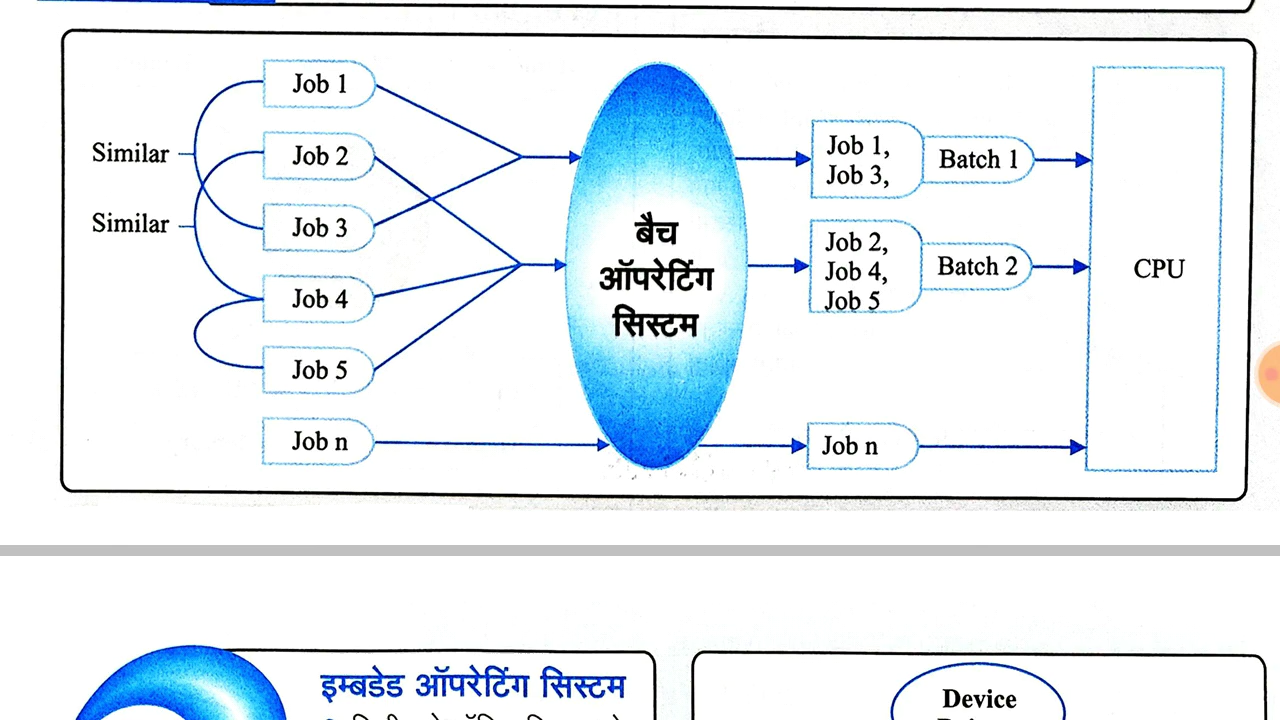 Job 1
Job 2
Similar
Similar
Job 3
Job 4
Job 5
Job n
बैच
ऑपरेटिंग
सिस्टम
Job 1,
Job 3,
Batch 1
Job 2,
Job 4,
Job 5
Batch 2
Job n
CPU
इम्बडेड ऑपरेटिंग सिस्टम
Device